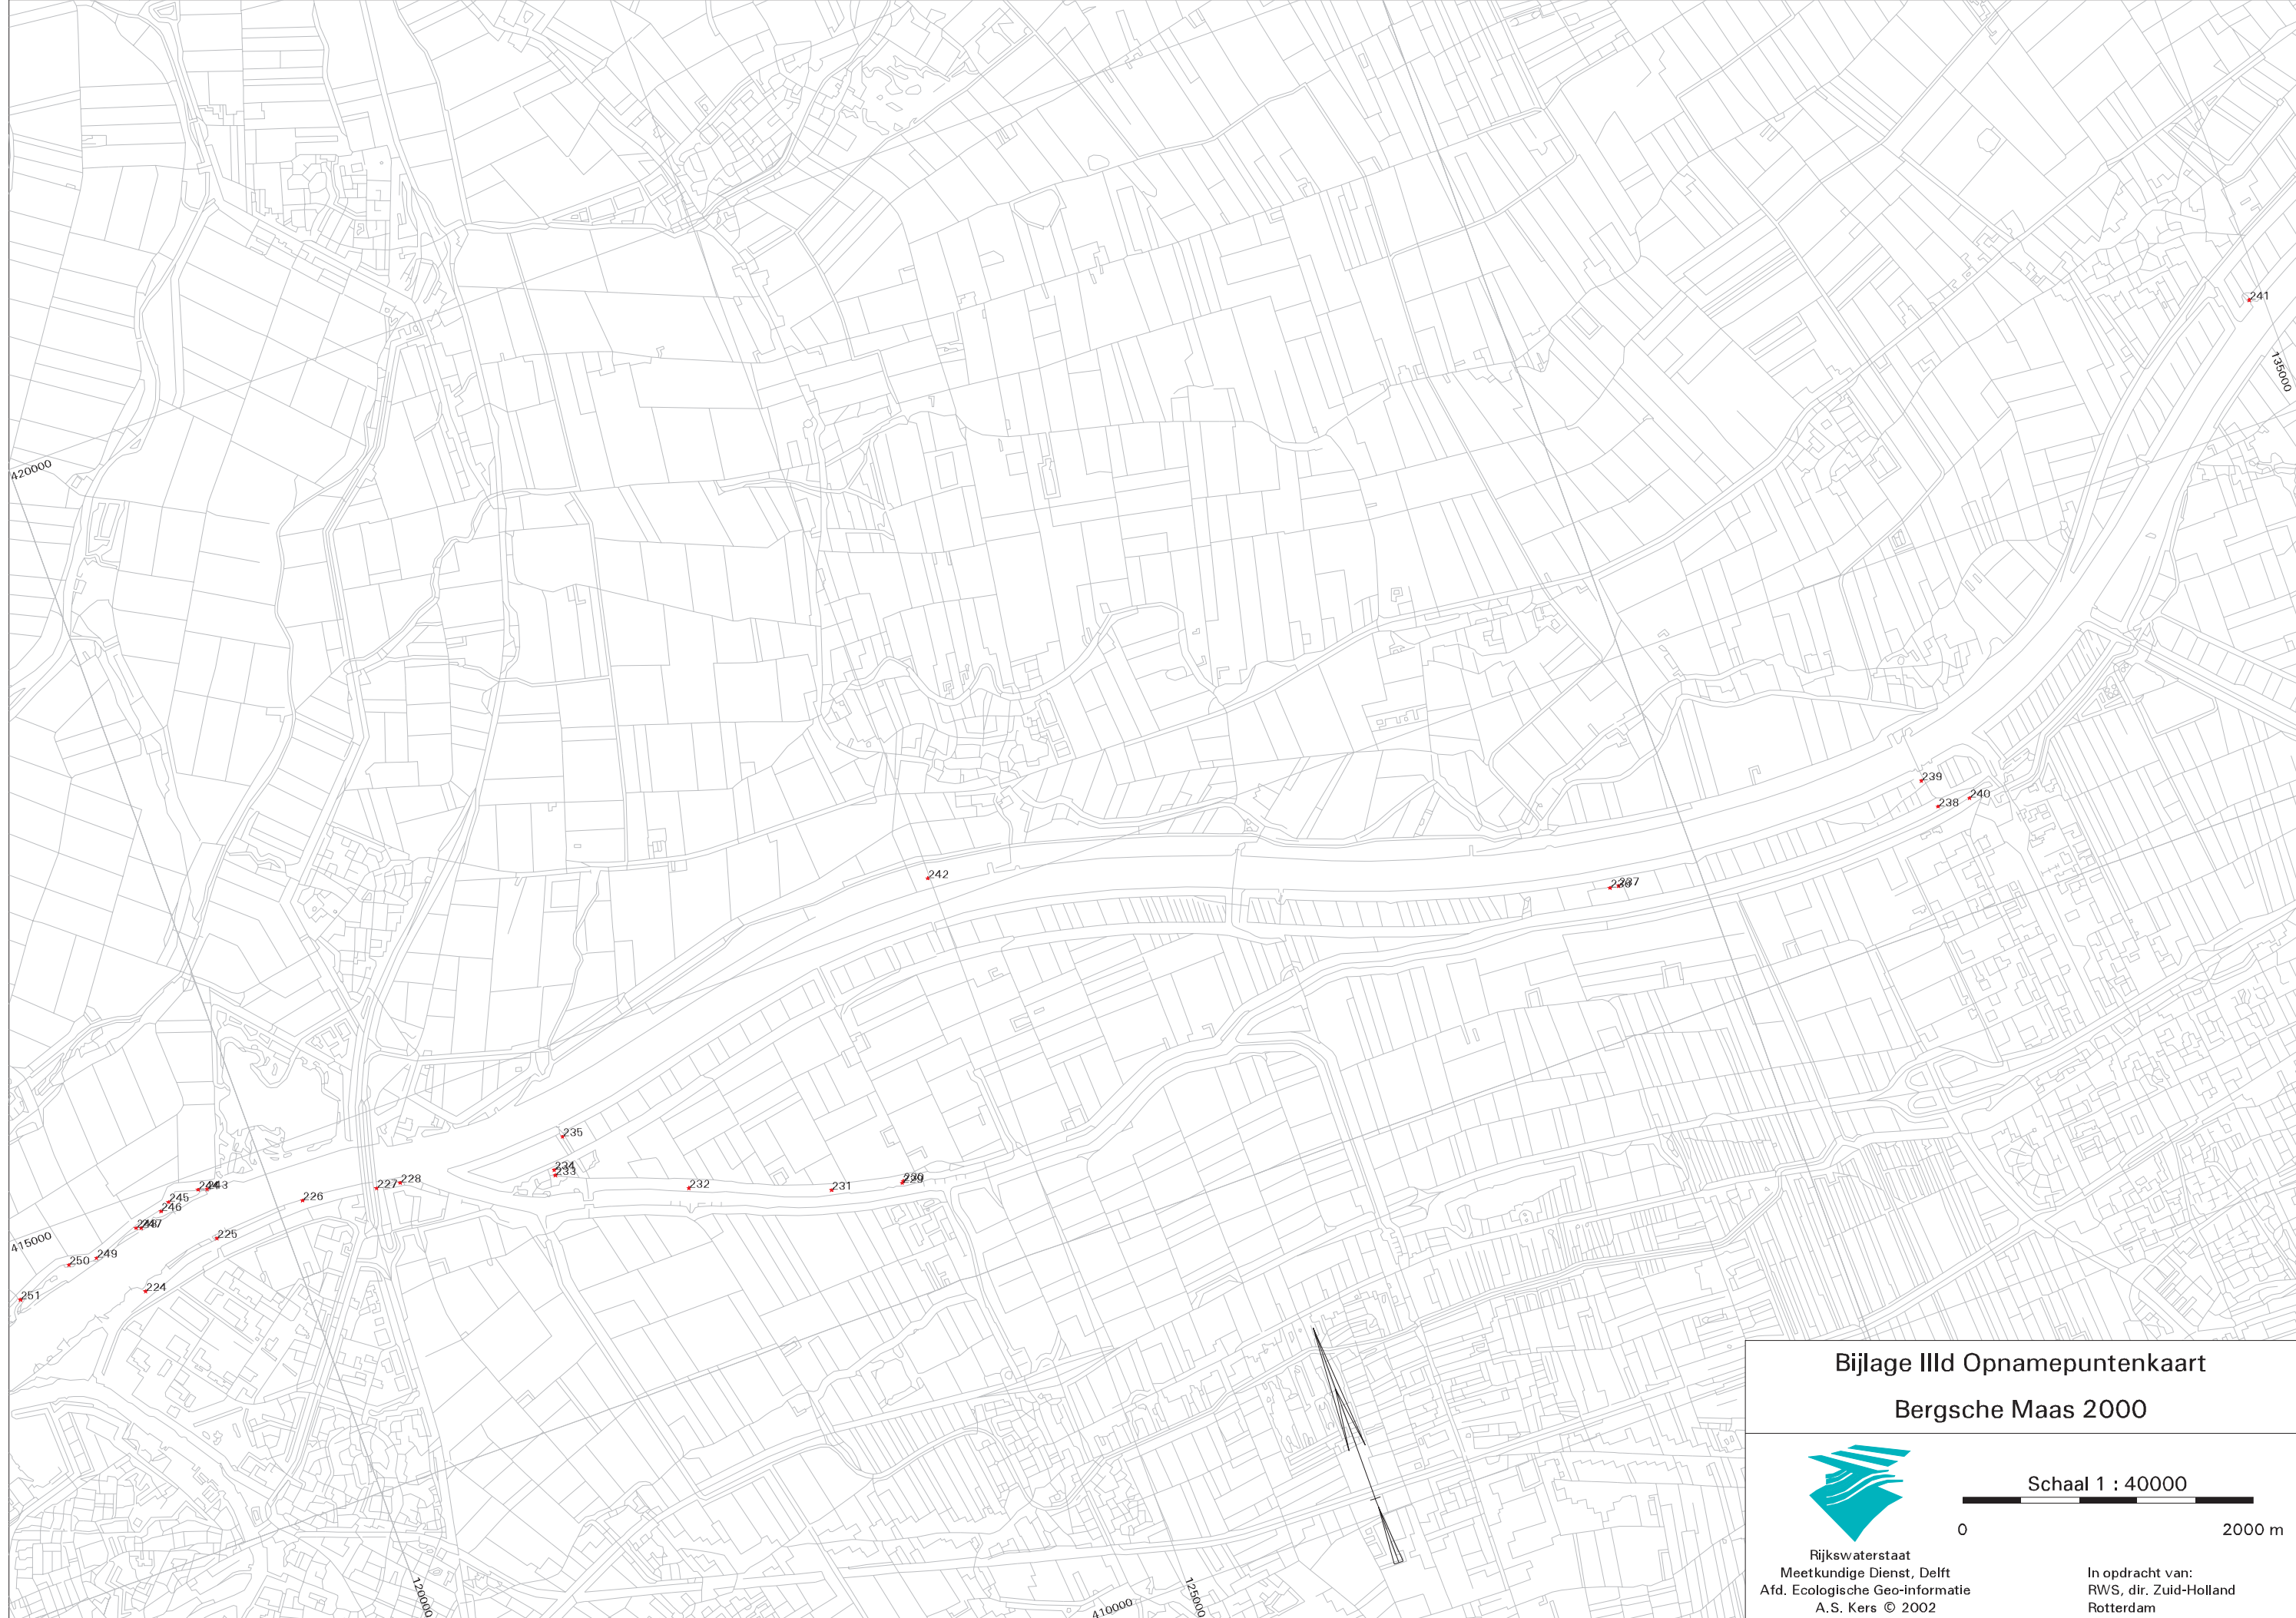 241
135000
420000
239
238
240
242
237
235
234
233
232
231
228
227
226
243
245
246
247
225
415000
249
250
224
251
Bijlage IIId Opnamepuntenkaart
Bergsche Maas 2000
Schaal 1 : 40000
0
2000 m
Rijkswaterstaat
Meetkundige Dienst, Delft
Afd. Ecologische Geo-informatie
A.S. Kers © 2002
In opdracht van:
RWS, dir. Zuid-Holland
Rotterdam
120000
125000
410000